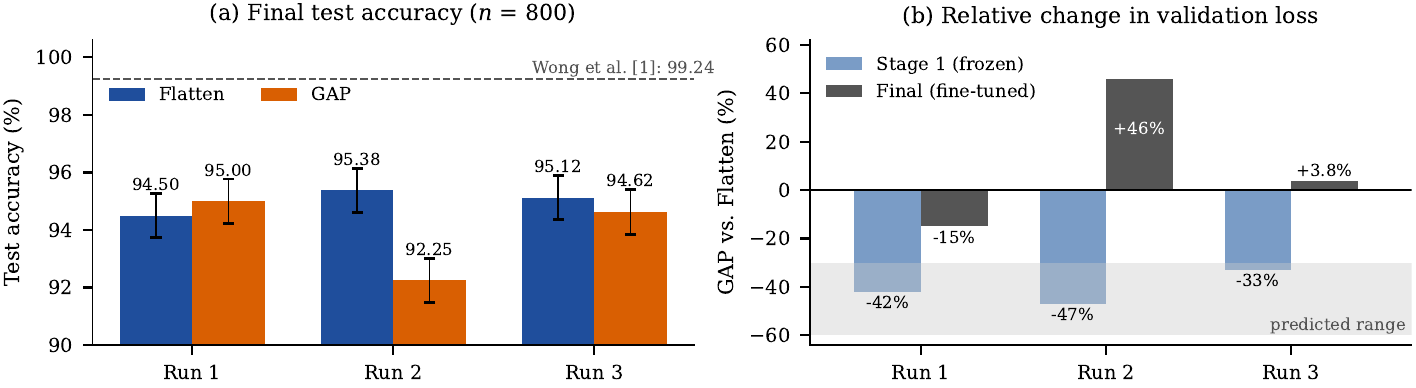 (a) Final test accuracy (n = 800)
Test accuracy (%)
100
98
96
94
92
90
Wong et al. [1]: 99.24
Flatten
GAP
94.50
95.00
95.38
92.25
95.12
94.62
Run 1
Run 2
Run 3
(b) Relative change in validation loss
GAP vs. Flatten (%)
60
40
20
0
−20
−40
−60
Stage 1 (frozen)
Final (fine-tuned)
-42%
-15%
-47%
+46%
-33%
+3.8%
predicted range
Run 1
Run 2
Run 3